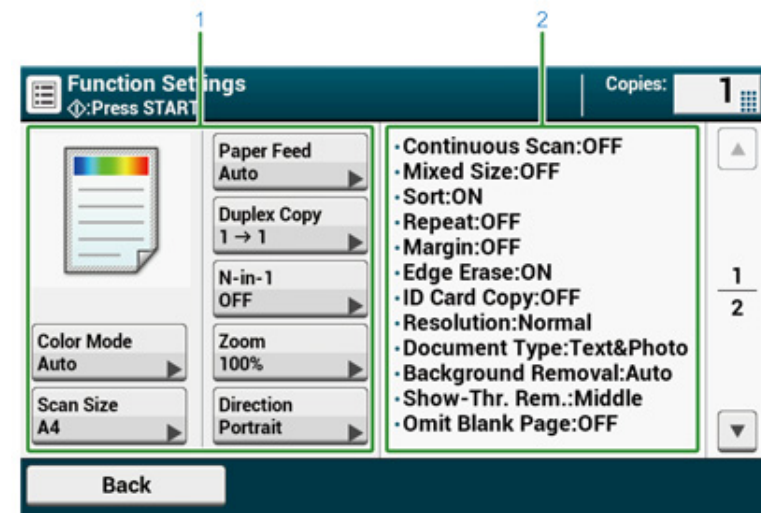 1
2
Function Settings
:Press START
Copies:
1
Paper Feed
Auto
Duplex Copy
1 → 1
N-in-1
OFF
Color Mode
Auto
Zoom
100%
Scan Size
A4
Direction
Portrait
·Continuous Scan:OFF
·Mixed Size:OFF
·Sort:ON
·Repeat:OFF
·Margin:OFF
·Edge Erase:ON
·ID Card Copy:OFF
·Resolution:Normal
·Document Type:Text&Photo
·Background Removal:Auto
·Show-Thr. Rem.:Middle
·Omit Blank Page:OFF
1
2
Back